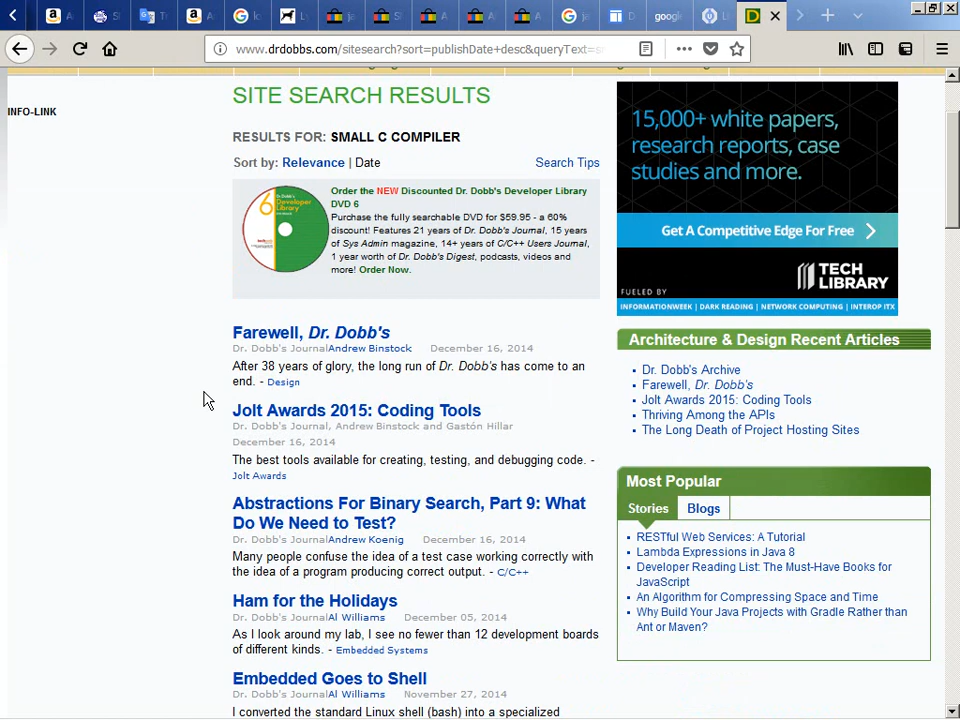 www.drdobbs.com/sitesearch?sort=publishDate+desc&queryText=
INFO-LINK
SITE SEARCH RESULTS
RESULTS FOR: SMALL C COMPILER
Sort by: Relevance | Date
Search Tips
Order the NEW Discounted Dr. Dobb's Developer Library
DVD 6
Purchase the fully searchable DVD for $59.95 - a 60%
discount! Features 21 years of Dr. Dobb's Journal, 15 years
of Sys Admin magazine, 14+ years of C/C++ Users Journal,
1 year worth of Dr. Dobb's Digest, podcasts, videos and
more! Order Now.
Farewell, Dr. Dobb's
Dr. Dobb's JournalAndrew Binstock December 16, 2014
After 38 years of glory, the long run of Dr. Dobb's has come to an
end. - Design
Jolt Awards 2015: Coding Tools
Dr. Dobb's Journal, Andrew Binstock and Gastón Hillar
December 16, 2014
The best tools available for creating, testing, and debugging code. -
Jolt Awards
Abstractions For Binary Search, Part 9: What
Do We Need to Test?
Dr. Dobb's JournalAndrew Koenig December 16, 2014
Many people confuse the idea of a test case working correctly with
the idea of a program producing correct output. - C/C++
Ham for the Holidays
Dr. Dobb's JournalAl Williams December 05, 2014
As I look around my lab, I see no fewer than 12 development boards
of different kinds. - Embedded Systems
Embedded Goes to Shell
Dr. Dobb's JournalAl Williams November 27, 2014
I converted the standard Linux shell (bash) into a specialized
15,000+ white papers,
research reports, case
studies and more.
Get A Competitive Edge For Free
FUELED BY
TECH
LIBRARY
INFORMATIONWEEK | DARK READING | NETWORK COMPUTING | INTEROP ITX
Architecture & Design Recent Articles
Dr. Dobb's Archive
Farewell, Dr. Dobb's
Jolt Awards 2015: Coding Tools
Thriving Among the APIs
The Long Death of Project Hosting Sites
Most Popular
Stories
Blogs
RESTful Web Services: A Tutorial
Lambda Expressions in Java 8
Developer Reading List: The Must-Have Books for
JavaScript
An Algorithm for Compressing Space and Time
Why Build Your Java Projects with Gradle Rather than
Ant or Maven?